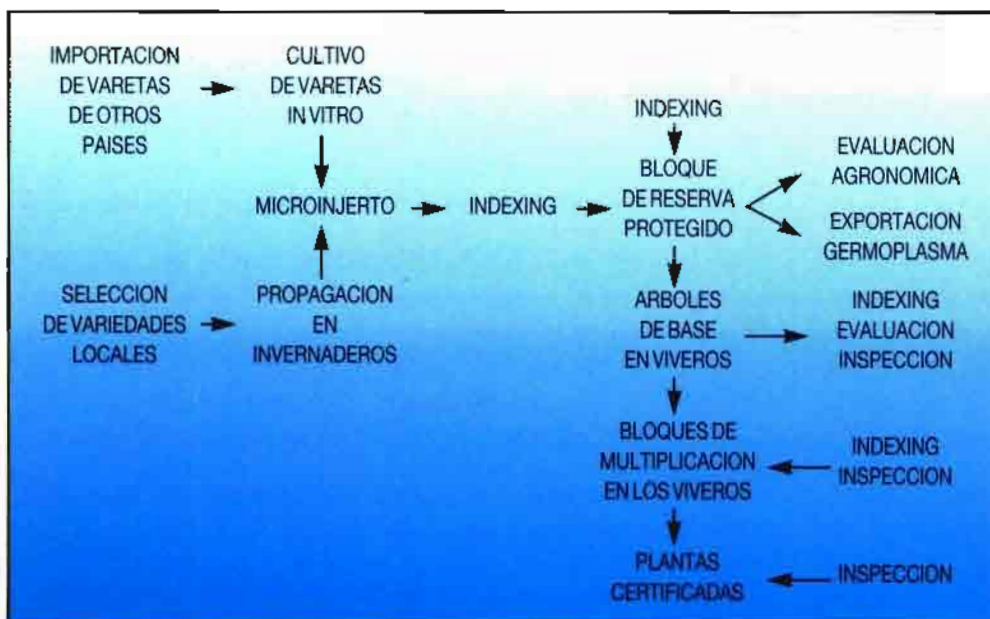 IMPORTACION
DE VARETAS
DE OTROS
PAISES
CULTIVO
DE VARETAS
IN VITRO
MICROINJERTO
SELECCION
DE VARIEDADES
LOCALES
PROPAGACION
EN
INVERNADEROS
INDEXING
INDEXING
BLOQUE
DE RESERVA
PROTEGIDO
EVALUACION
AGRONOMICA
EXPORTACION
GERMOPLASMA
ARBOLES
DE BASE
EN VIVEROS
INDEXING
EVALUACION
INSPECCION
BLOQUES DE
MULTIPLICACION
EN LOS VIVEROS
INDEXING
INSPECCION
PLANTAS
CERTIFICADAS
INSPECCION